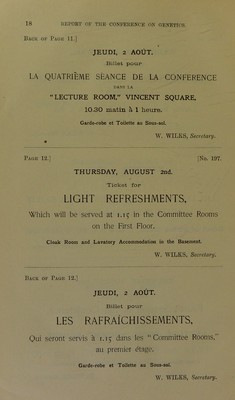 18 REPORT OF THE CONFERENCE ON GENETICS.
BACK OF PAGE 11.]
JEUDI, 2 AOÛT.
Billet pour
LA QUATRIÈME SÉANCE DE LA CONFERENCE
DANS LA
"LECTURE ROOM," VINCENT SQUARE,
10.30 matin à 1 heure.
Garde-robe et Toilette au Sous-sol.
W. WILKS, Secretary.
PAGE 12.] [No. 197.
THURSDAY, AUGUST 2nd.
Ticket for
LIGHT REFRESHMENTS,
Which will be served at 1.15 in the Committee Rooms
on the First Floor.
Cloak Room and Lavatory Accommodation in the Basement.
W. WILKS, Secretary.
BACK OF PAGE 12.]
JEUDI, 2 AOÛT.
Billet pour
LES RAFRAÎCHISSEMENTS,
Qui seront servis à 1.15 dans les "Committee Rooms,"
au premier étage.
Garde-robe et Toilette au Sous-sol.
W. WILKS, Secretary.